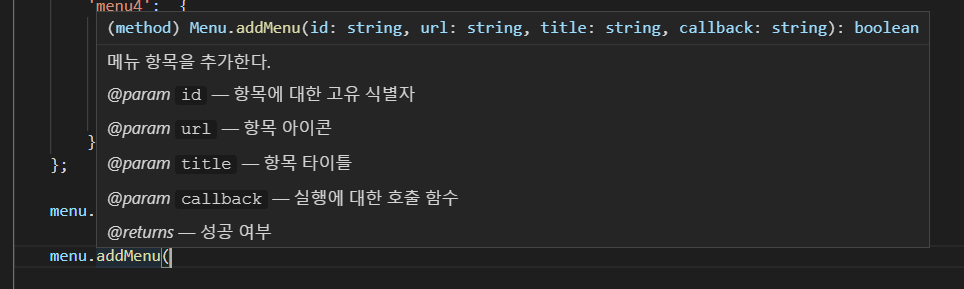 'menu4': {
(method) Menu.addMenu(id: string, url: string, title: string, callback: string): boolean
메뉴 항목을 추가한다.
@param id — 항목에 대한 고유 식별자
@param url — 항목 아이콘
}
@param title — 항목 타이틀
};
@param callback — 실행에 대한 호출 함수
menu.
@returns — 성공 여부
menu.addMenu(